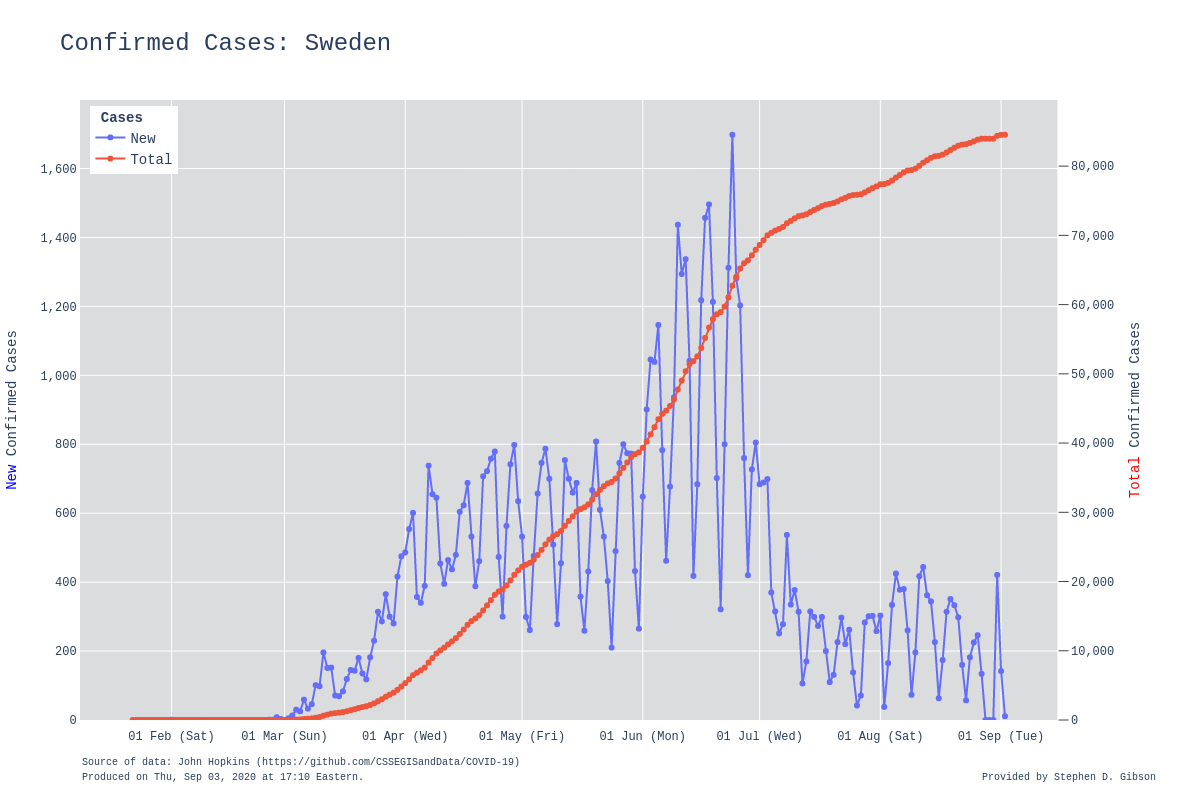 Confirmed Cases: Sweden
Cases
New
Total
1,600
1,400
1,200
1,000
800
600
400
200
0
New Confirmed Cases
80,000
70,000
60,000
50,000
40,000
30,000
20,000
10,000
0
Total Confirmed Cases
01 Feb (Sat) 01 Mar (Sun) 01 Apr (Wed) 01 May (Fri) 01 Jun (Mon) 01 Jul (Wed) 01 Aug (Sat) 01 Sep (Tue)
Source of data: John Hopkins (https://github.com/CSSEGISandData/COVID-19)
Produced on Thu, Sep 03, 2020 at 17:10 Eastern.
Provided by Stephen D. Gibson